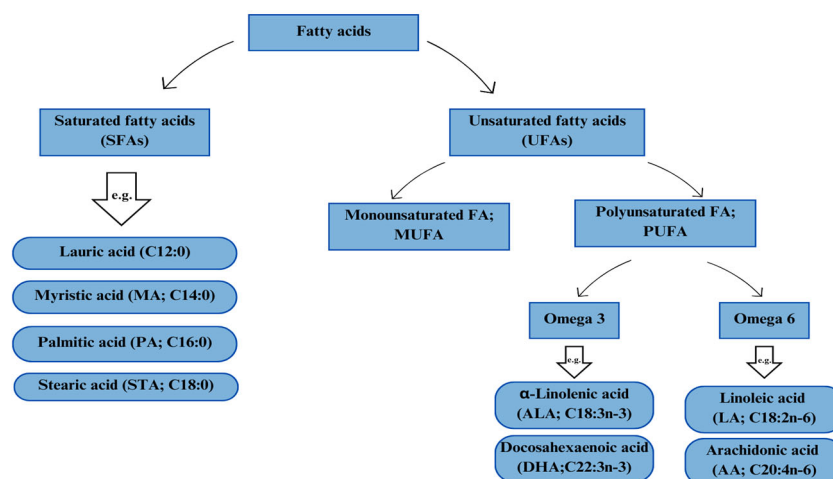 Fatty acids
Saturated fatty acids
(SFAs)
Unsaturated fatty acids
(UFAs)
e.g.
Monounsaturated FA;
MUFA
Polyunsaturated FA;
PUFA
Lauric acid (C12:0)
Myristic acid (MA; C14:0)
Palmitic acid (PA; C16:0)
Stearic acid (STA; C18:0)
Omega 3
Omega 6
e.g.
e.g.
α-Linolenic acid
(ALA; C18:3n-3)
Linoleic acid
(LA; C18:2n-6)
Docosahexaenoic acid
(DHA;C22:3n-3)
Arachidonic acid
(AA; C20:4n-6)